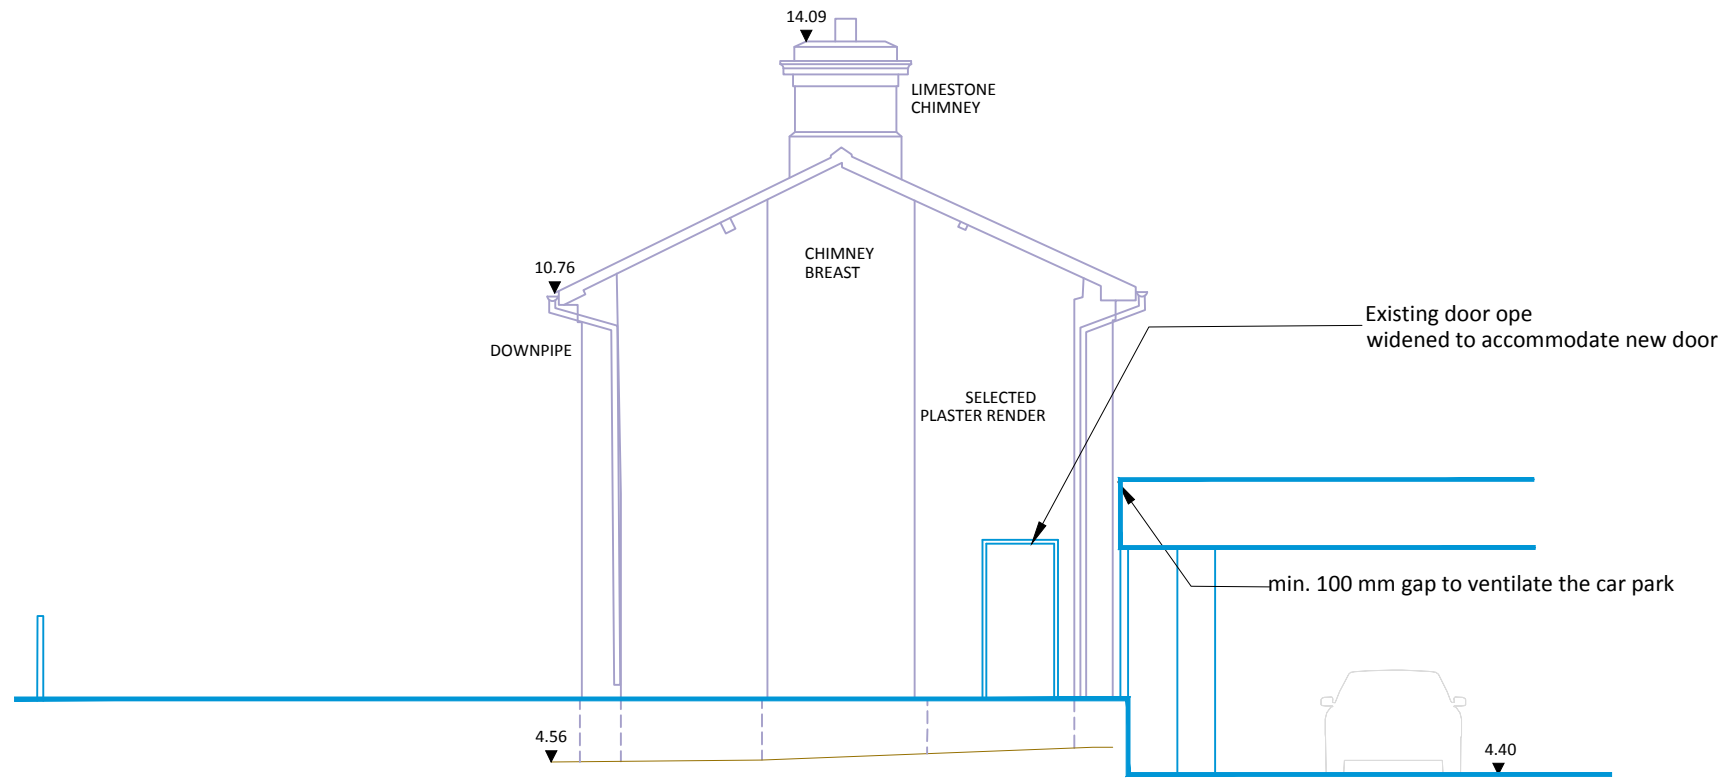 14.09
LIMESTONE
CHIMNEY
CHIMNEY
BREAST
10.76
DOWNPIPE
Existing door ope
widened to accommodate new door
SELECTED
PLASTER RENDER
min. 100 mm gap to ventilate the car park
4.56
4.40